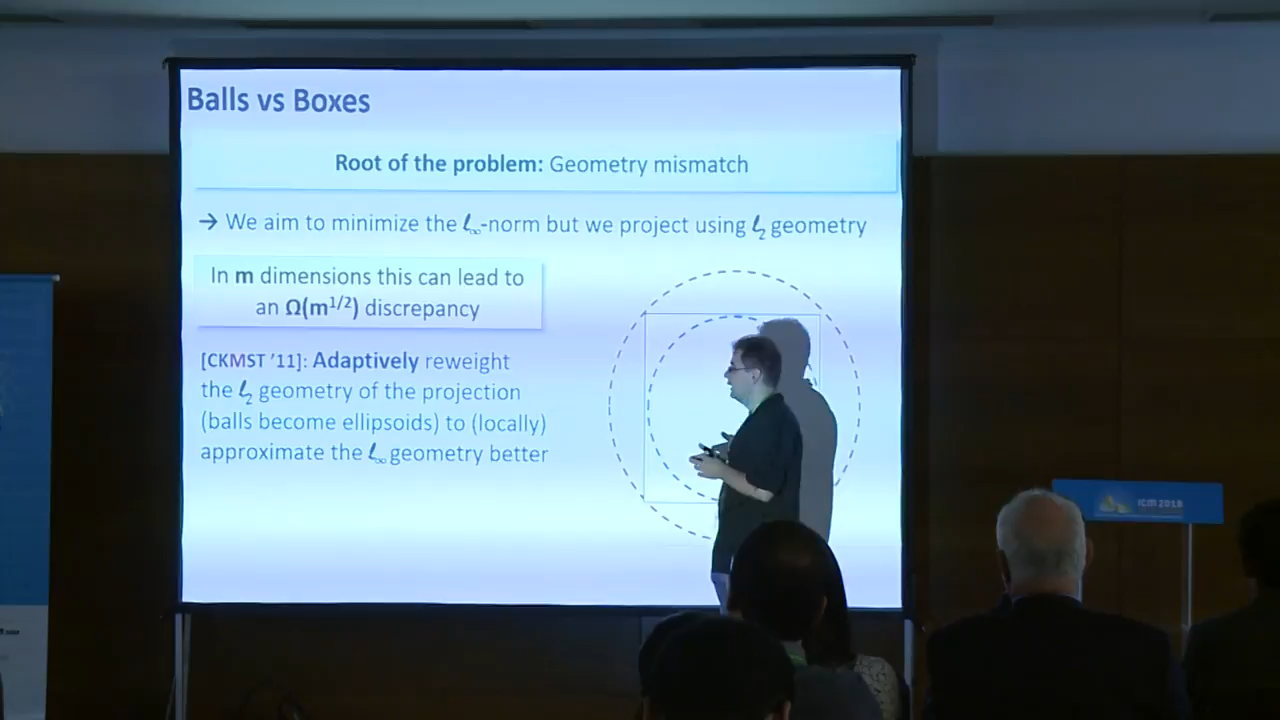 Balls vs Boxes
Root of the problem: Geometry mismatch
→ We aim to minimize the ℓ∞-norm but we project using ℓ2 geometry
In m dimensions this can lead to
an Ω(m^1/2) discrepancy
[CKMST '11]: Adaptively reweight
the ℓ2 geometry of the projection
(balls become ellipsoids) to (locally)
approximate the ℓ∞ geometry better
ICM 2018